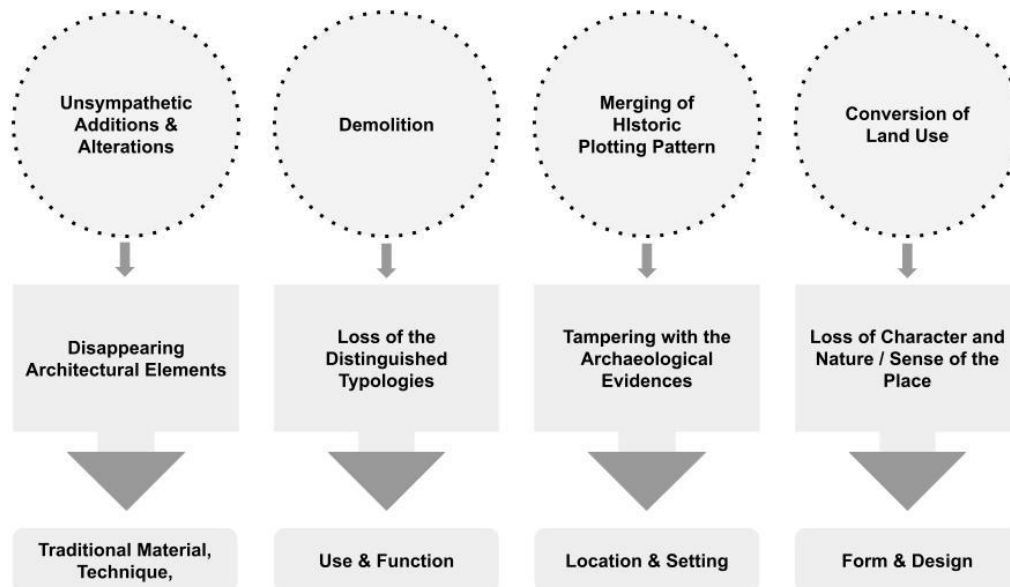 Unsympathetic
Additions &
Alterations
Demolition
Merging of
HIstoric
Plotting Pattern
Conversion of
Land Use
Disappearing
Architectural Elements
Loss of the
Distinguished
Typologies
Tampering with the
Archaeological
Evidences
Loss of Character and
Nature / Sense of the
Place
Traditional Material,
Technique,
Use & Function
Location & Setting
Form & Design